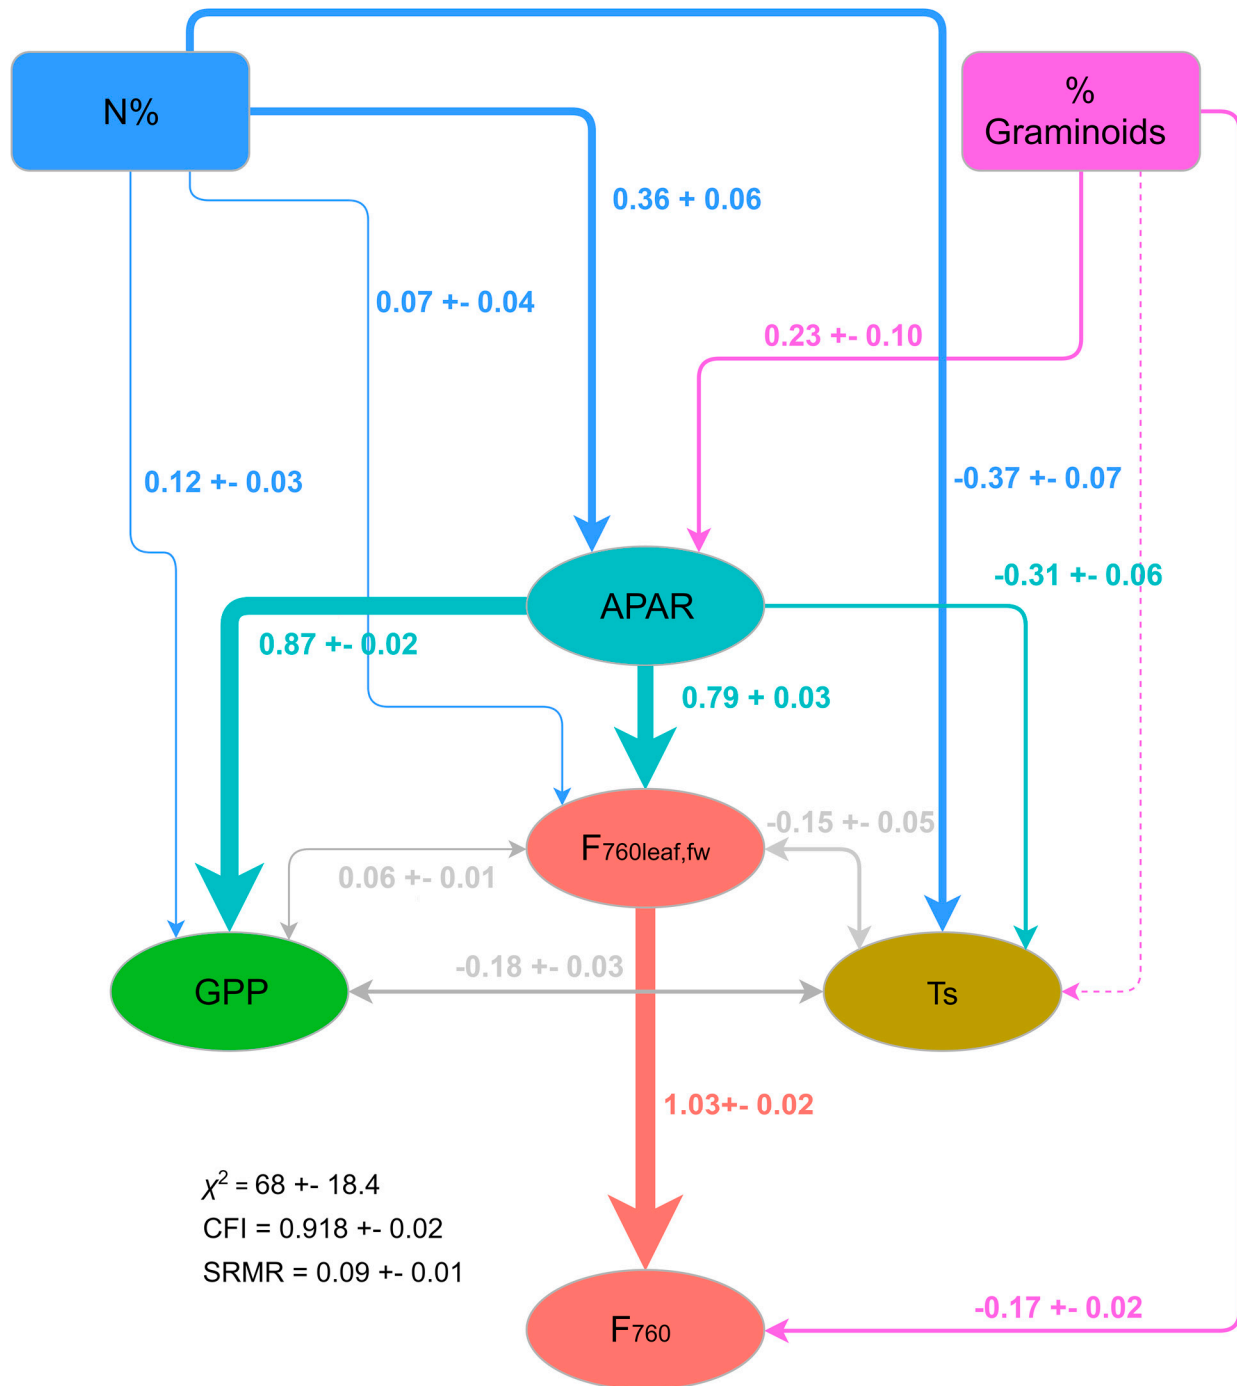 N%
%
Graminoids
0.36 + 0.06
0.07 +- 0.04
0.23 +- 0.10
0.12 +- 0.03
-0.37 +- 0.07
-0.31 +- 0.06
APAR
0.87 +- 0.02
0.79 + 0.03
-0.15 +- 0.05
F760leaf,fw
0.06 +- 0.01
-0.18 +- 0.03
GPP
Ts
1.03+- 0.02
χ² = 68 +- 18.4
CFI = 0.918 +- 0.02
SRMR = 0.09 +- 0.01
-0.17 +- 0.02
F760